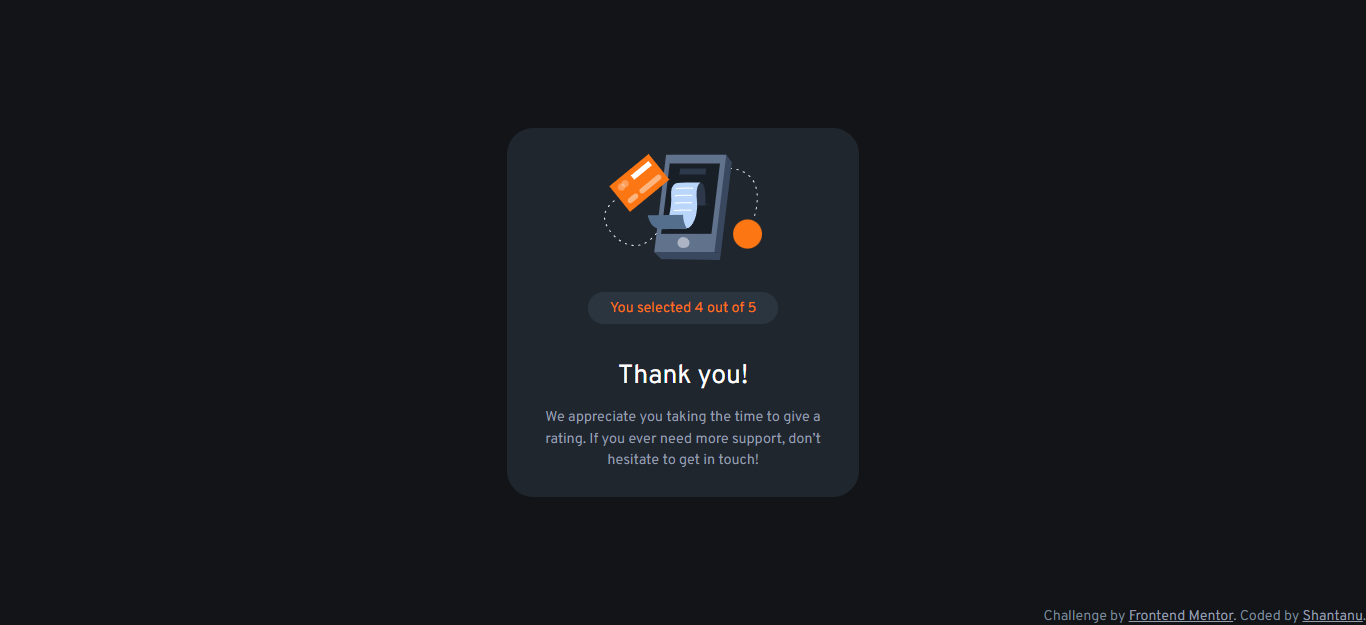 You selected 4 out of 5
Thank you!
We appreciate you taking the time to give a
rating. If you ever need more support, don’t
hesitate to get in touch!
Challenge by Frontend Mentor. Coded by Shantanu.